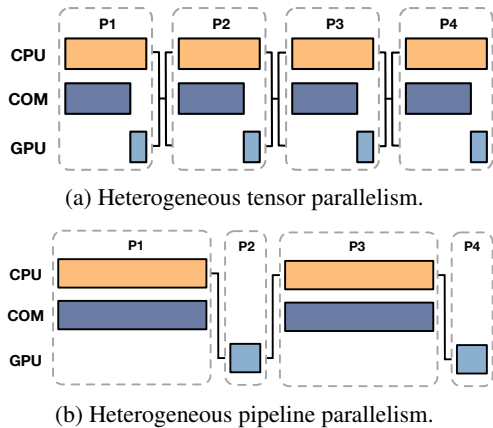 P1 P2 P3 P4
CPU
COM
GPU
(a) Heterogeneous tensor parallelism.
P1 P2 P3 P4
CPU
COM
GPU
(b) Heterogeneous pipeline parallelism.